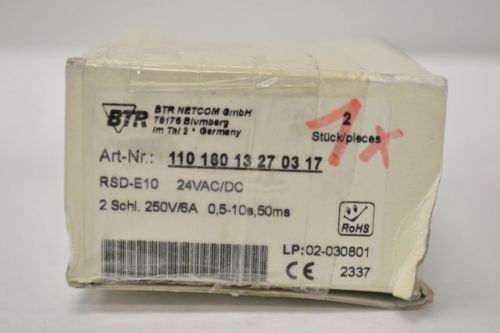 BTR
BTR NETCOM GmbH
78176 Blumberg
Im Tal 2 * Germany
2
Stück/pieces
1x
Art-Nr.: 110 160 13 27 03 17
RSD-E10 24VAC/DC
2 Schl. 250V/6A 0,5-10s,50ms
RoHS
LP:02-030801
CE 2337